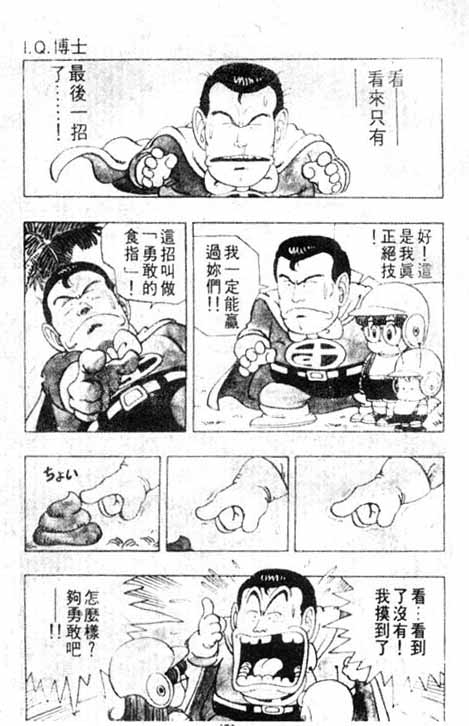 I.Q.博士
看——
看來只有——
最後一招
了……！
好！這
是我眞
正絕技
！
我一定能贏
過妳們!!
這招叫做
「勇敢的
食指」！
ちょい
看…看到
了沒有！
我摸到了
怎麼樣？
夠勇敢吧
——!!